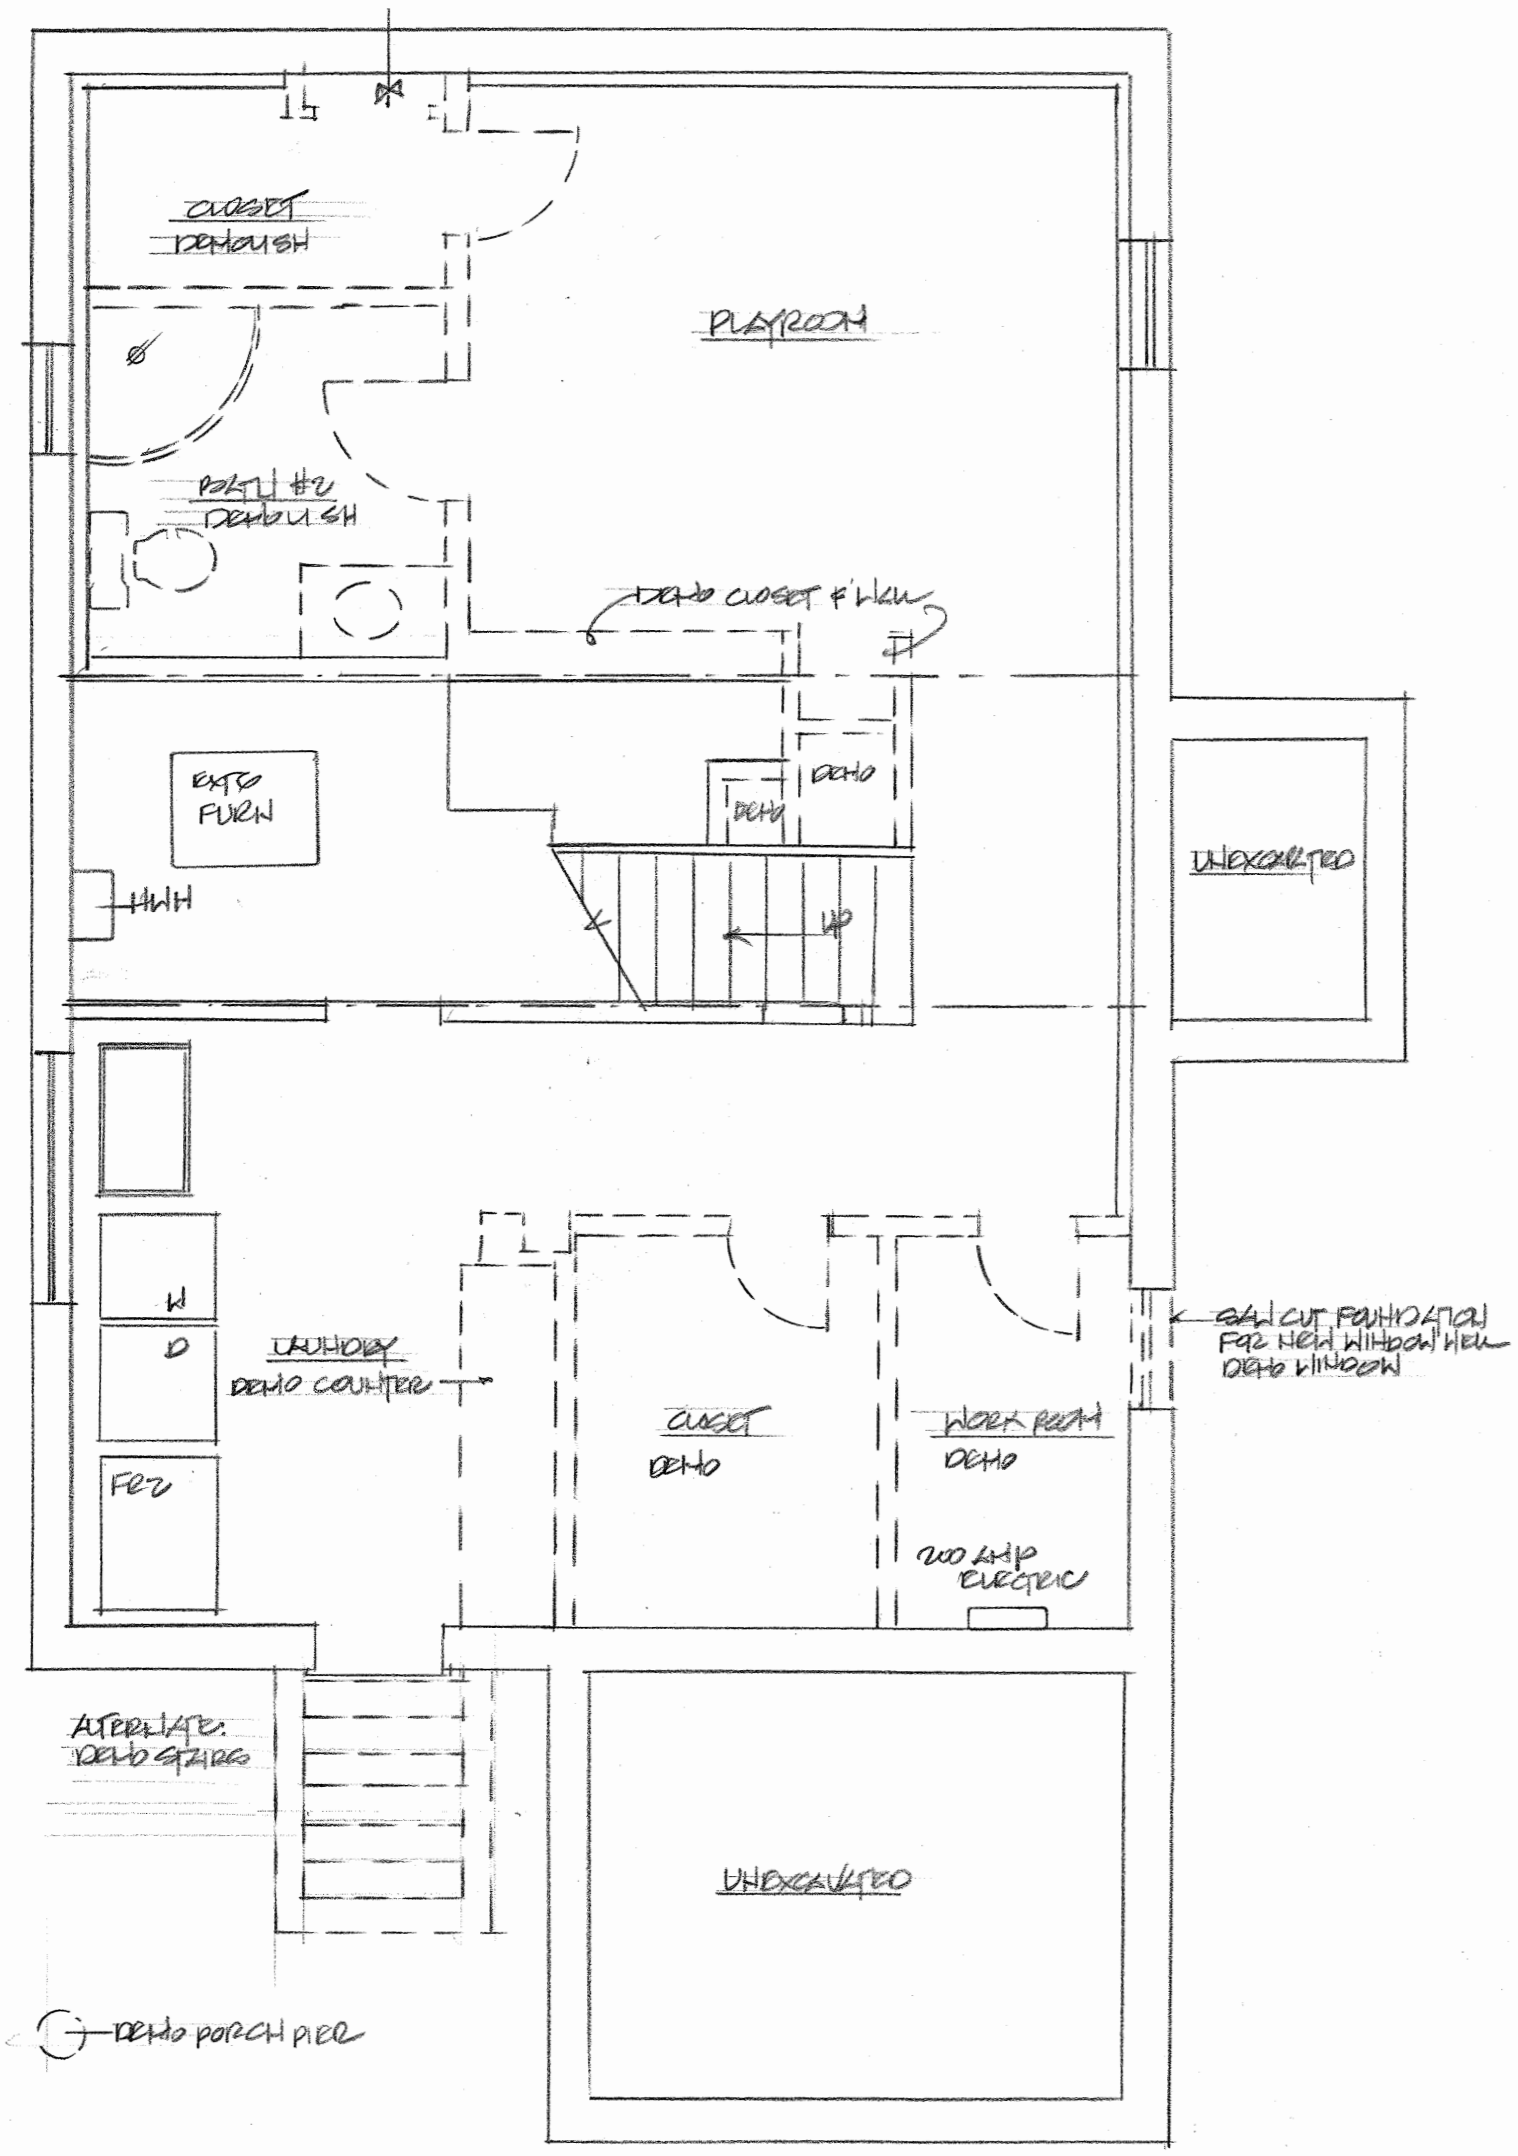 CLOSET
DEMOLISH
PLAYROOM
BATH #2
DEMOLISH
DEMO CLOSET & WALL
EXTG
FURN
DEMO
DEMO
UNEXCAVATED
HWH
UP
W
D
LAUNDRY
DEMO COUNTER
SAW CUT FOUNDATION
FOR NEW WINDOW WELL
DEMO WINDOW
CLOSET
DEMO
WORK ROOM
DEMO
FRZ
200 AMP
ELECTRIC
ALTERNATE:
DEMO STAIRS
UNEXCAVATED
DEMO PORCH PIER